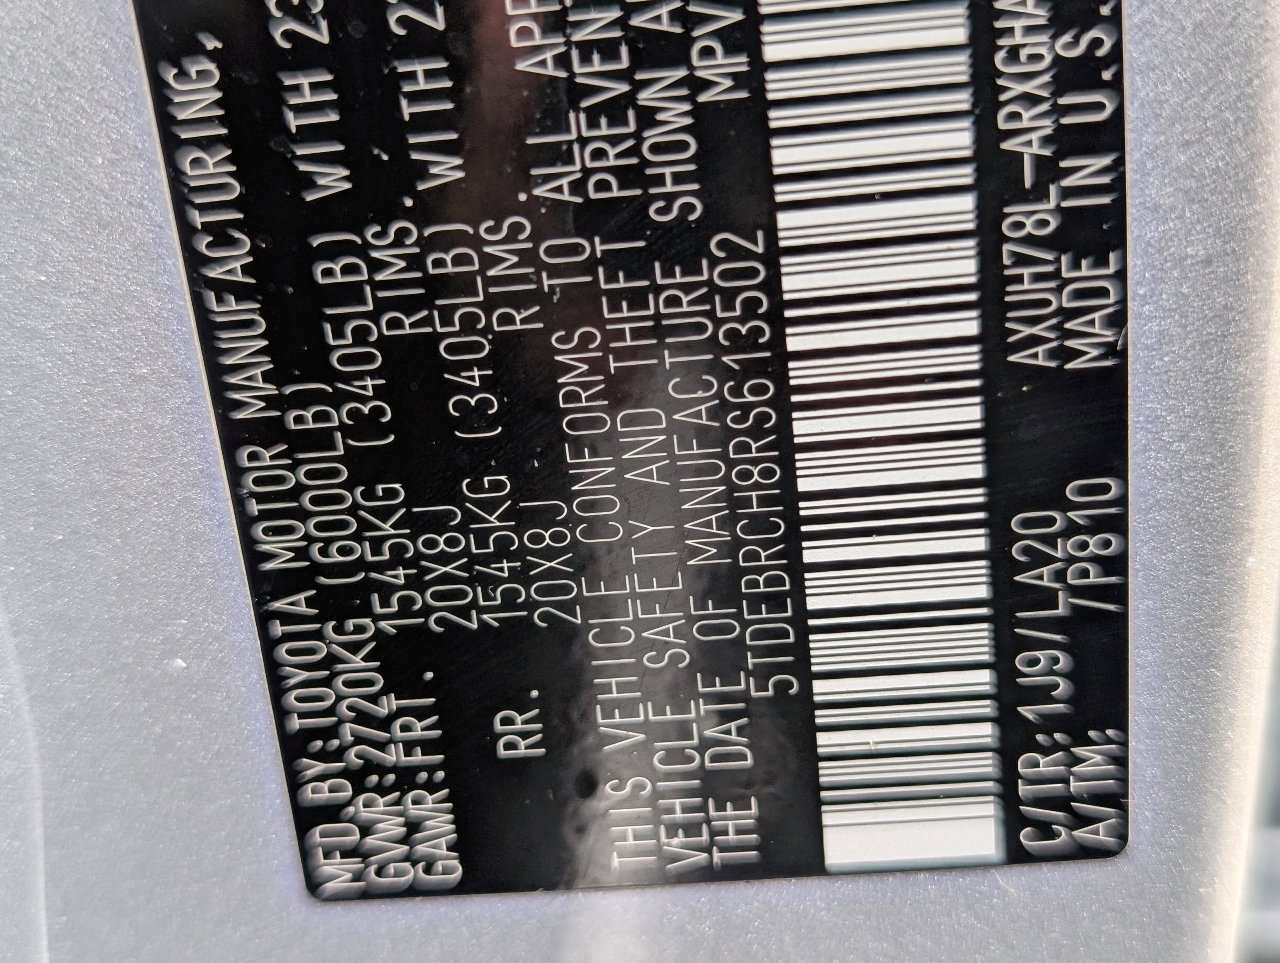 MFD. BY:TOYOTA MOTOR MANUFACTURING,
GVWR:2720KG(6000LB)
GAWR:FRT. 1545KG (3405LB) WITH
20X8J RIMS,
1545KG (3405LB) WITH
RR. 20X8J RIMS.
THIS VEHICLE CONFORMS TO ALL
VEHICLE SAFETY AND THEFT
THE DATE OF MANUFACTURE SHOWN
5TDEBRCH8RS613502 MPV
C/TR:1J9/LA20 AXUH78L-ARXGHA
A/TM: /P810 MADE IN U.S.